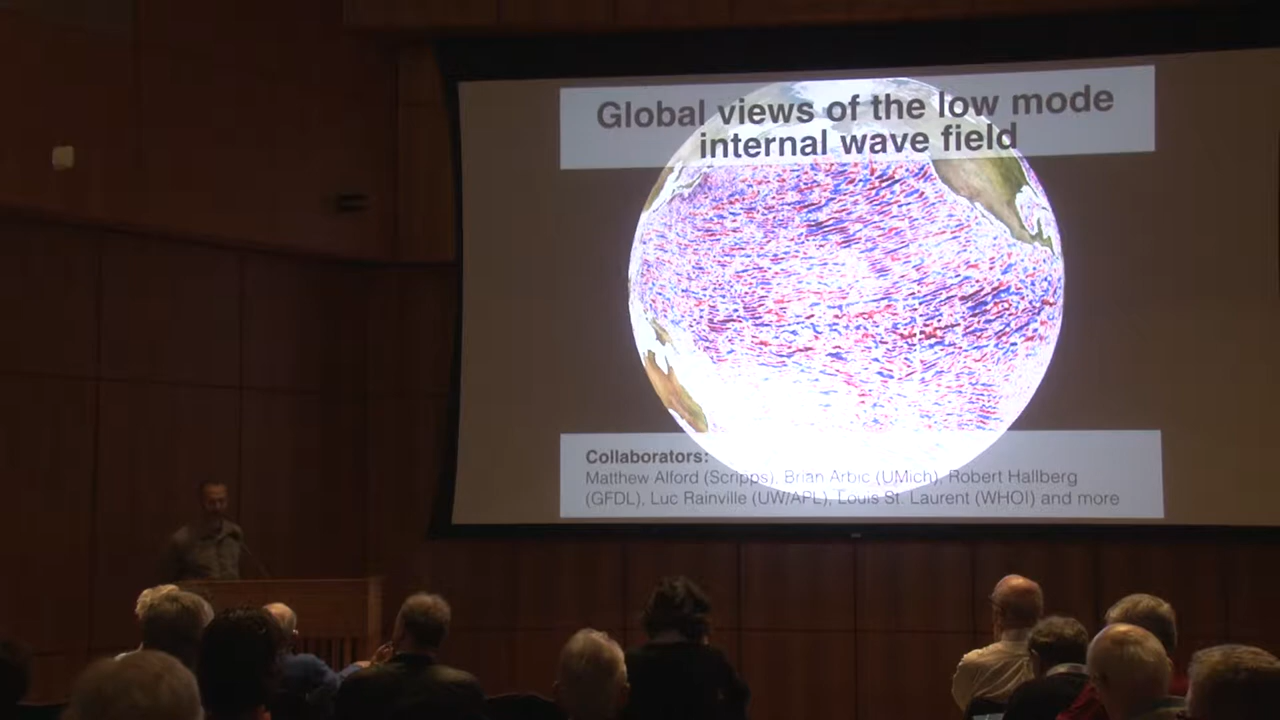 Global views of the low mode
internal wave field
Collaborators:
Matthew Alford (Scripps), Brian Arbic (UMich), Robert Hallberg
(GFDL), Luc Rainville (UW/APL), Louis St. Laurent (WHOI) and more